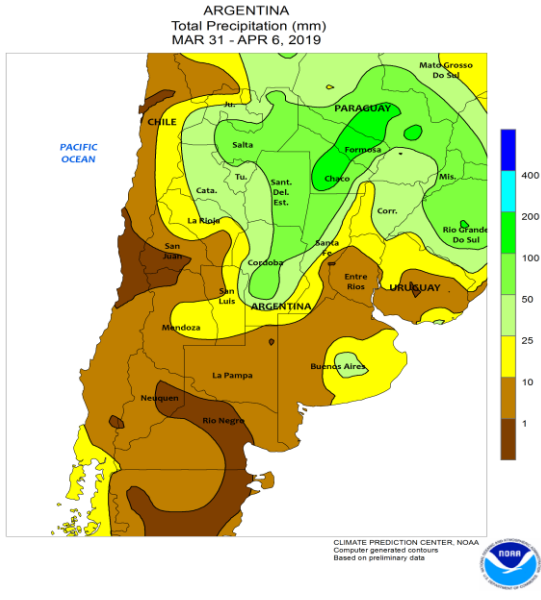 ARGENTINA
Total Precipitation (mm)
MAR 31 - APR 6, 2019
Mato Grosso
Do Sul
Ju.
PARAGUAY
CHILE
PACIFIC
OCEAN
Salta
Formosa
Tu.
Chaco
Mis.
Cata.
Sant.
Del.
Est.
Corr.
La Rioja
Rio Grande
Do Sul
San
Juan
Santa
Fe
Cordoba
Entre
Rios
URUGUAY
San
Luis
ARGENTINA
Mendoza
La Pampa
Buenos Aires
Neuquen
Rio Negro
400
200
100
50
25
10
1
CLIMATE PREDICTION CENTER, NOAA
Computer generated contours
Based on preliminary data
NOAA